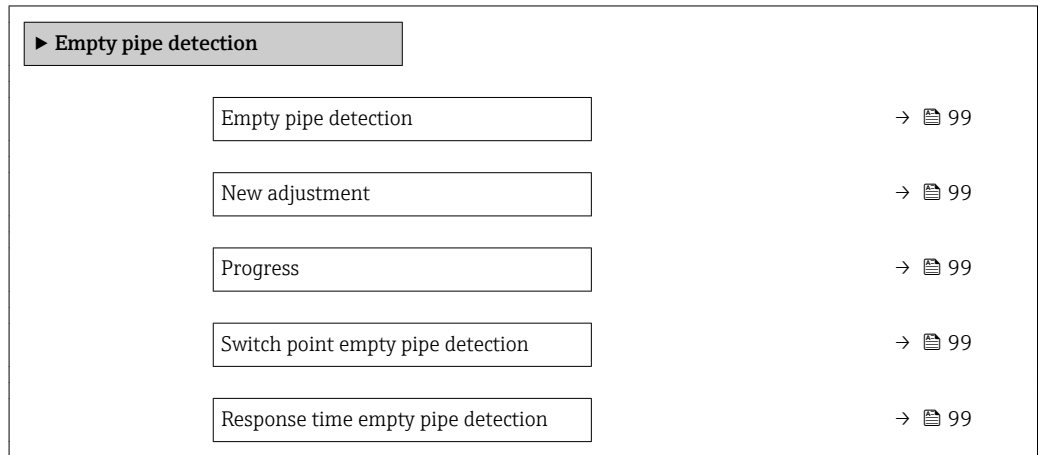 ► Empty pipe detection
Empty pipe detection → 99
New adjustment → 99
Progress → 99
Switch point empty pipe detection → 99
Response time empty pipe detection → 99